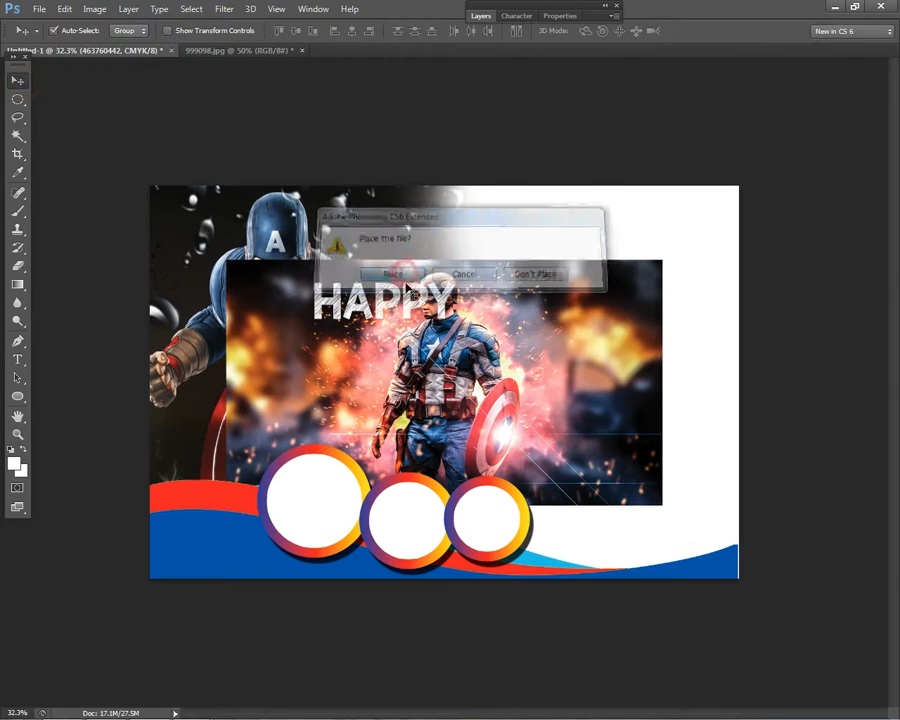 Ps File Edit Image Layer Type Select Filter 3D View Window Help
Layers Character Properties
Auto-Select: Group Show Transform Controls 3D Mode: New in CS 6
Untitled-1 @ 32.3% (463760442, CMYK/8) * × 999098.jpg @ 50% (RGB/8#) * ×
A
Adobe Photoshop CS6 Extended
Place the file?
Place Cancel Don't Place
HAPPY
T
32.3% Doc: 17.1M/27.5M